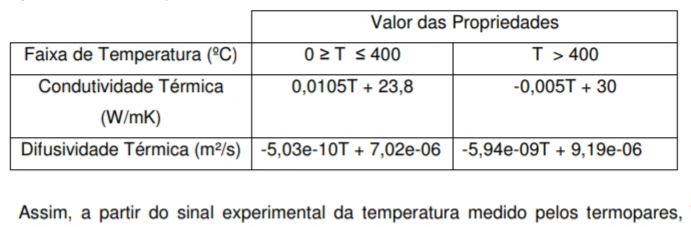 Valor das Propriedades
Faixa de Temperatura (ºC) 0 ≥ T ≤ 400 T > 400
Condutividade Térmica 0,0105T + 23,8 -0,005T + 30
(W/mK)
Difusividade Térmica (m²/s) -5,03e-10T + 7,02e-06 -5,94e-09T + 9,19e-06
Assim, a partir do sinal experimental da temperatura medido pelos termopares,